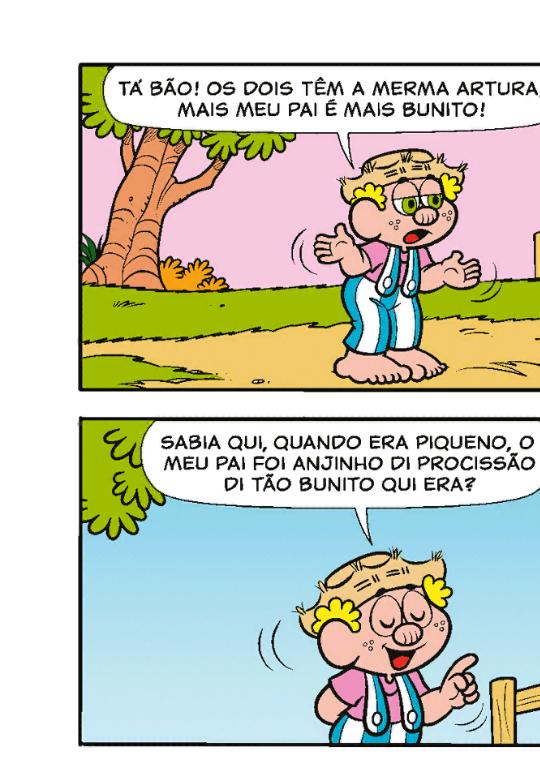 TÁ BÃO! OS DOIS TÊM A MERMA ARTURA,
MAIS MEU PAI É MAIS BUNITO!
SABIA QUI, QUANDO ERA PIQUENO, O
MEU PAI FOI ANJINHO DI PROCISSÃO
DI TÃO BUNITO QUI ERA?